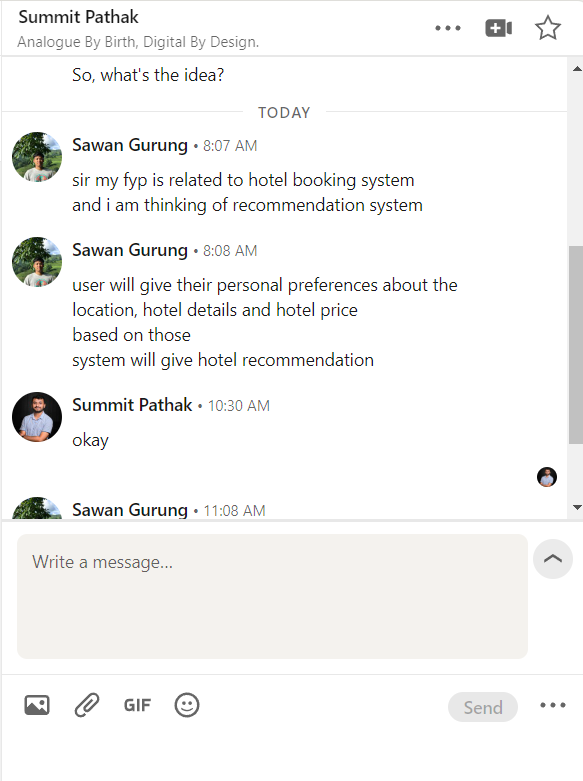 Summit Pathak
Analogue By Birth, Digital By Design.
So, what's the idea?
TODAY
Sawan Gurung • 8:07 AM
sir my fyp is related to hotel booking system
and i am thinking of recommendation system
Sawan Gurung • 8:08 AM
user will give their personal preferences about the
location, hotel details and hotel price
based on those
system will give hotel recommendation
Summit Pathak • 10:30 AM
okay
Sawan Gurung • 11:08 AM
Write a message...
GIF
Send